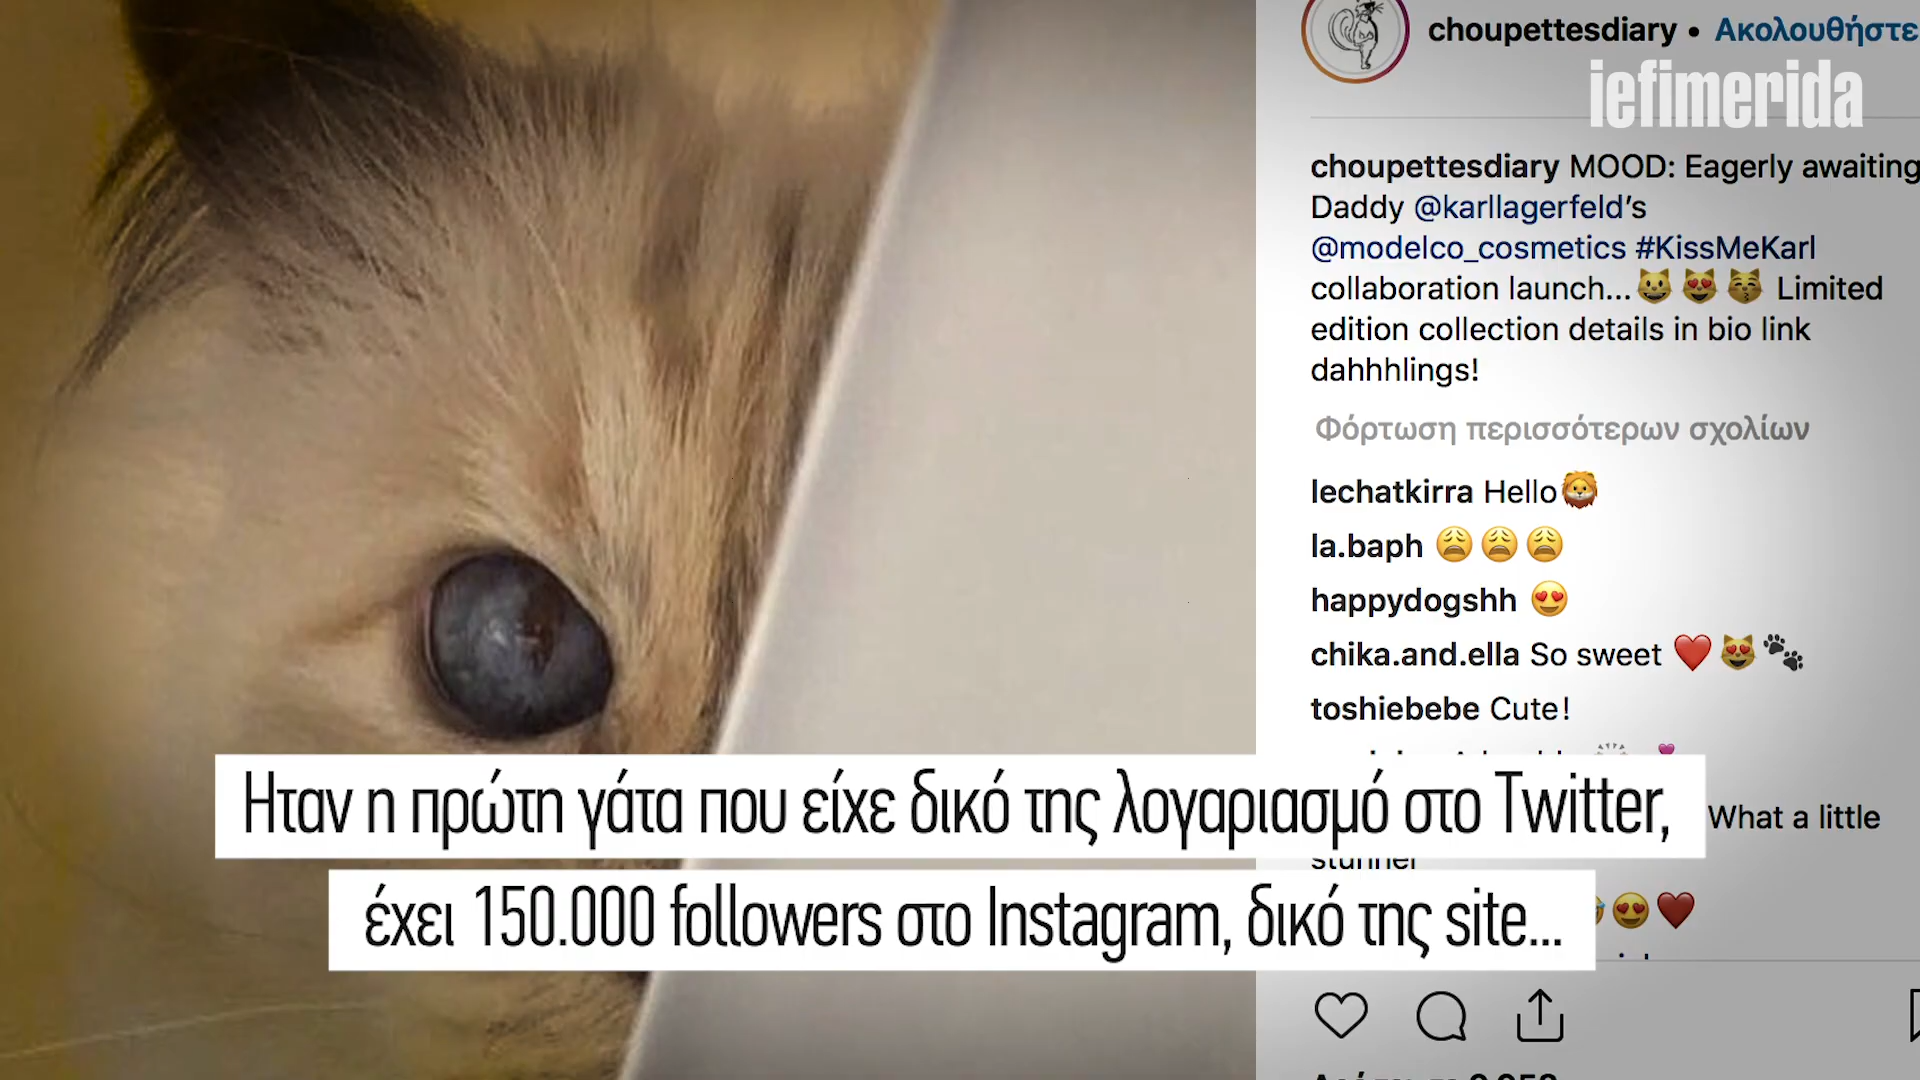 choupettesdiary • Ακολουθήστε
iefimerida
choupettesdiary MOOD: Eagerly awaiting
Daddy @karllagerfeld’s
@modelco_cosmetics #KissMeKarl
collaboration launch...😺😻😽 Limited
edition collection details in bio link
dahhhlings!
Φόρτωση περισσότερων σχολίων
lechatkirra Hello🦁
la.baph 😩😩😩
happydogshh 😍
chika.and.ella So sweet ❤️😻🐾
toshiebebe Cute!
What a little
stunner
😍❤️
Ηταν η πρώτη γάτα που είχε δικό της λογαριασμό στο Twitter,
έχει 150.000 followers στο Instagram, δικό της site...